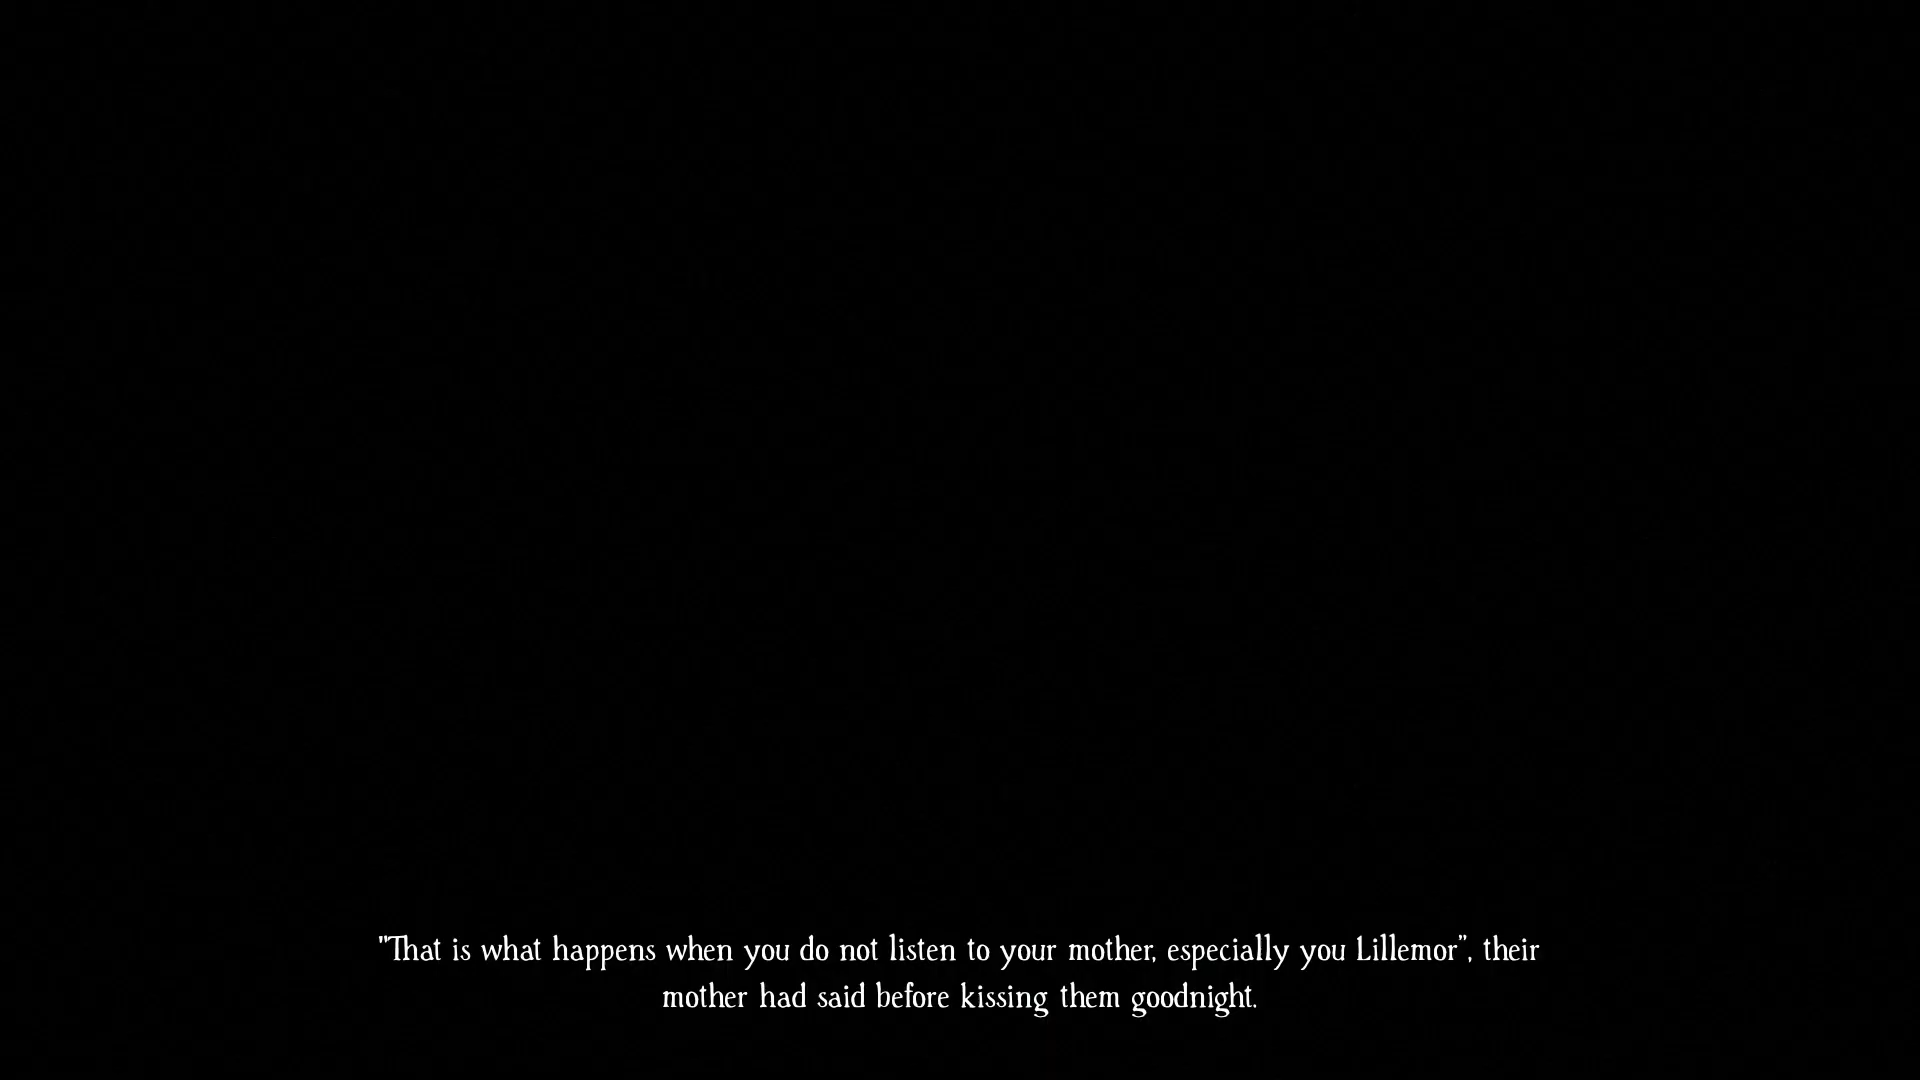 "That is what happens when you do not listen to your mother, especially you Lillemor", their
mother had said before kissing them goodnight.